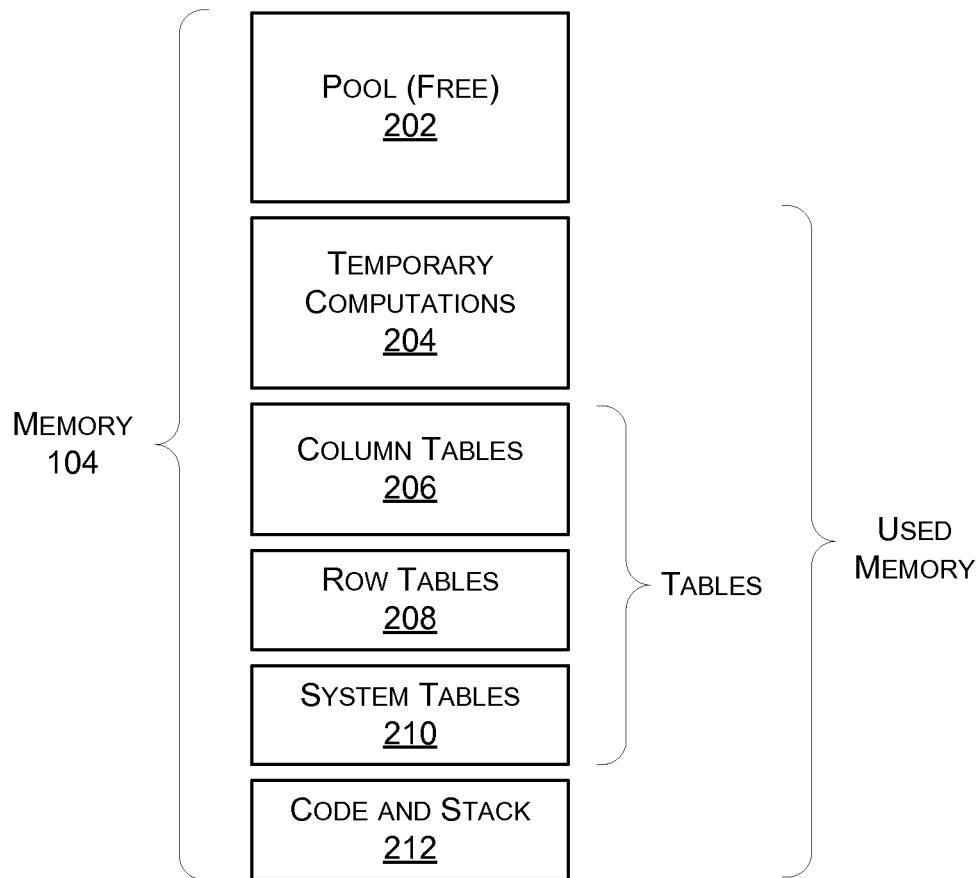 POOL (FREE)
202
TEMPORARY
COMPUTATIONS
204
MEMORY
104
COLUMN TABLES
206
ROW TABLES
208
TABLES
USED
MEMORY
SYSTEM TABLES
210
CODE AND STACK
212